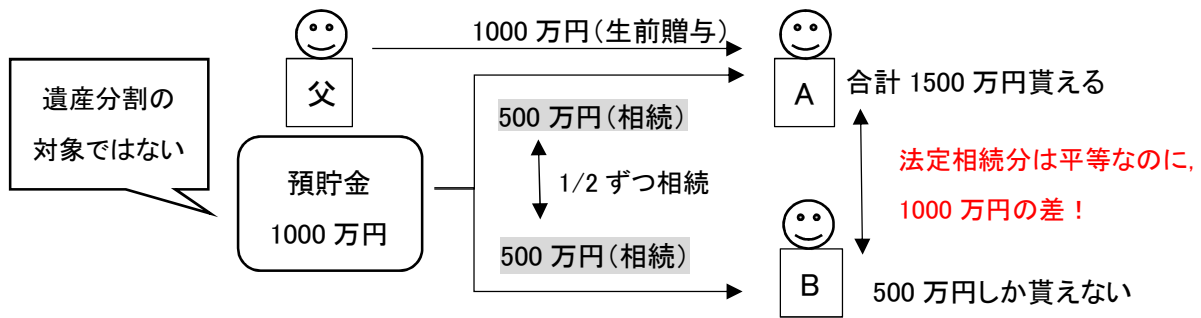 1000 万円（生前贈与）
遺産分割の
対象ではない
父
A
合計 1500 万円貰える
500 万円（相続）
1/2 ずつ相続
預貯金
1000 万円
法定相続分は平等なのに,
1000 万円の差！
500 万円（相続）
B
500 万円しか貰えない